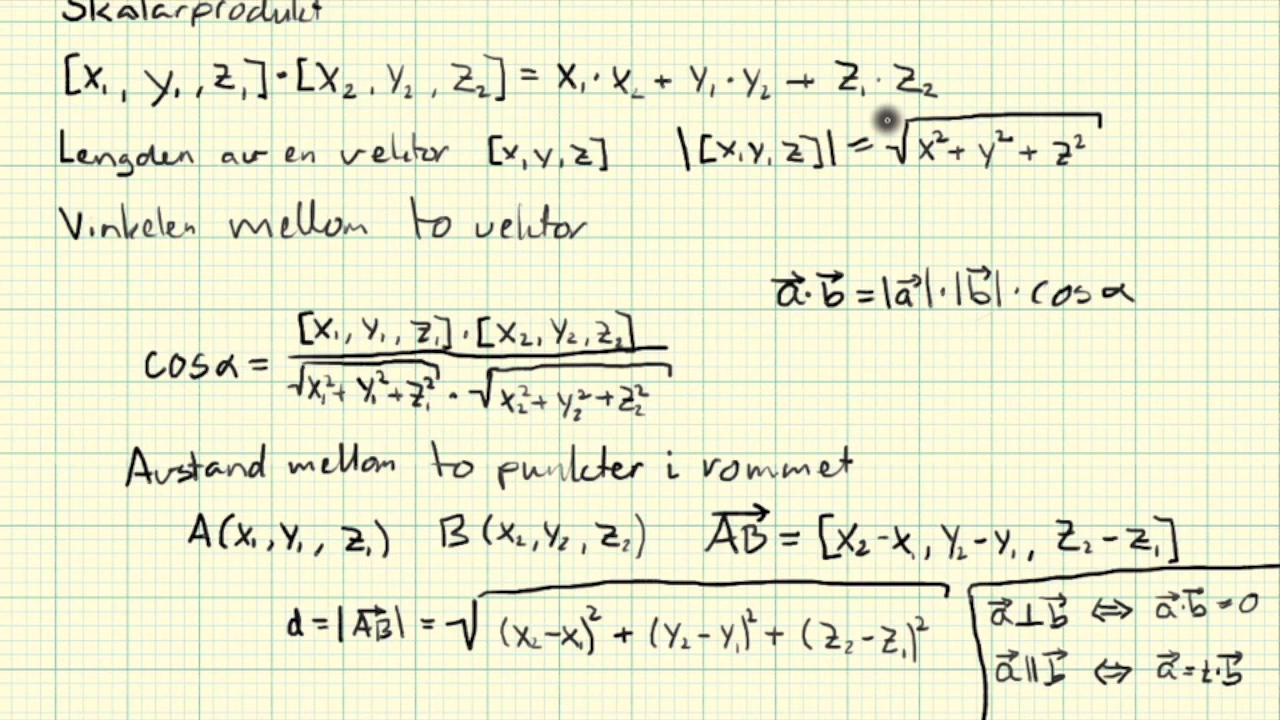 Skalarprodukt
[x₁, y₁, z₁]·[x₂, y₂, z₂] = x₁·x₂ + y₁·y₂ + z₁·z₂
Lengden av en vektor [x,y,z] |[x,y,z]| = √(x²+y²+z²)
Vinkelen mellom to vektor
a⃗·b⃗ = |a⃗|·|b⃗|·cosα
cosα = [x₁, y₁, z₁]·[x₂, y₂, z₂] / √(x₁²+y₁²+z₁²) · √(x₂²+y₂²+z₂²)
Avstand mellom to punkter i rommet
A(x₁, y₁, z₁) B(x₂, y₂, z₂) A͞B⃗ = [x₂-x₁, y₂-y₁, z₂-z₁]
d = |AB⃗| = √((x₂-x₁)² + (y₂-y₁)² + (z₂-z₁)²)
a⃗⊥b⃗ ⇔ a⃗·b⃗ = 0
a⃗∥b⃗ ⇔ a⃗ = t·b⃗